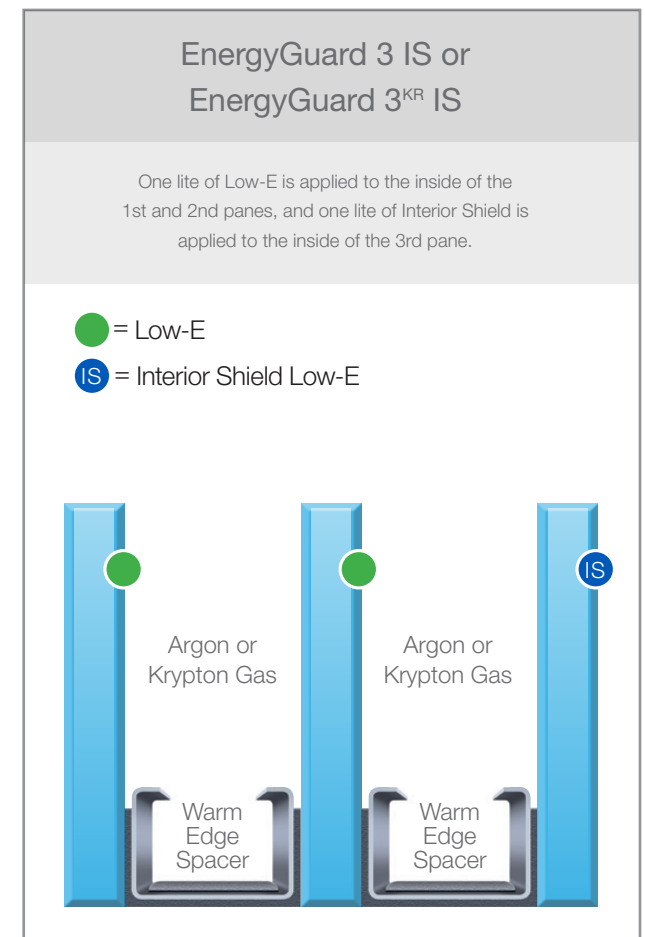 EnergyGuard 3 IS or
EnergyGuard 3ᴷᴿ IS
One lite of Low-E is applied to the inside of the
1st and 2nd panes, and one lite of Interior Shield is
applied to the inside of the 3rd pane.
= Low-E
IS = Interior Shield Low-E
IS
Argon or
Krypton Gas
Argon or
Krypton Gas
Warm
Edge
Spacer
Warm
Edge
Spacer